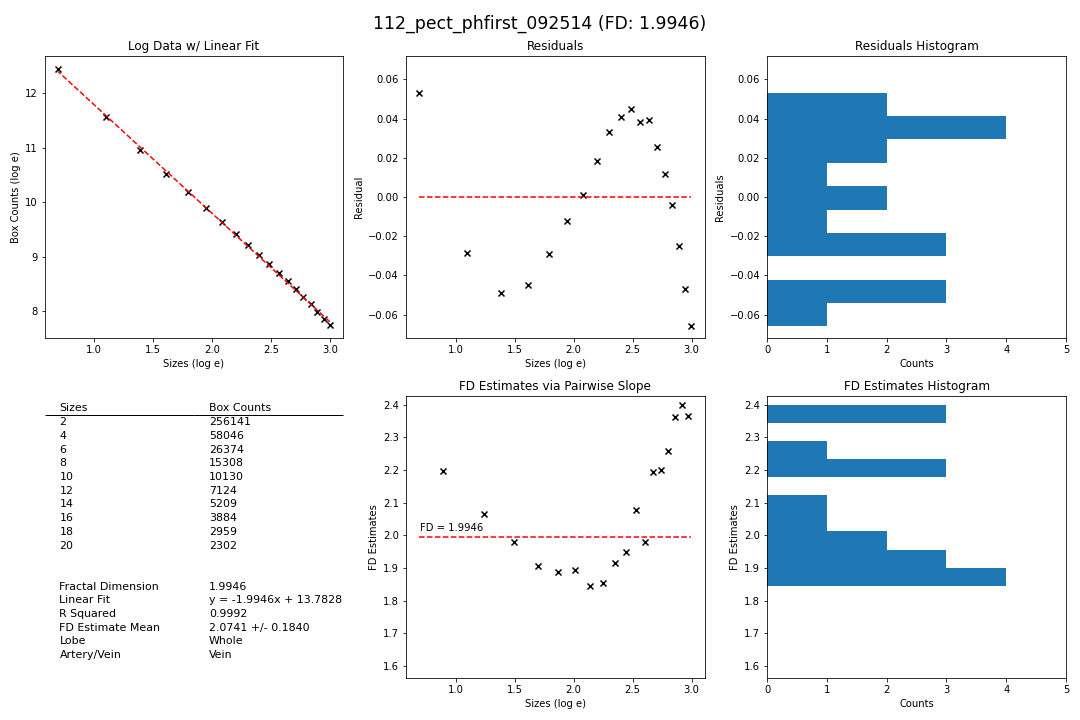 112_pect_phfirst_092514 (FD: 1.9946)
Log Data w/ Linear Fit
Box Counts (log e)
12
11
10
9
8
1.0 1.5 2.0 2.5 3.0
Sizes (log e)
Residuals
Residual
0.06
0.04
0.02
0.00
−0.02
−0.04
−0.06
1.0 1.5 2.0 2.5 3.0
Sizes (log e)
Residuals Histogram
Residuals
0.06
0.04
0.02
0.00
−0.02
−0.04
−0.06
0 1 2 3 4 5
Counts
Sizes Box Counts
2 256141
4 58046
6 26374
8 15308
10 10130
12 7124
14 5209
16 3884
18 2959
20 2302
Fractal Dimension 1.9946
Linear Fit y = -1.9946x + 13.7828
R Squared 0.9992
FD Estimate Mean 2.0741 +/- 0.1840
Lobe Whole
Artery/Vein Vein
FD Estimates via Pairwise Slope
FD Estimates
2.4
2.3
2.2
2.1
2.0
1.9
1.8
1.7
1.6
FD = 1.9946
1.0 1.5 2.0 2.5 3.0
Sizes (log e)
FD Estimates Histogram
FD Estimates
2.4
2.3
2.2
2.1
2.0
1.9
1.8
1.7
1.6
0 1 2 3 4 5
Counts